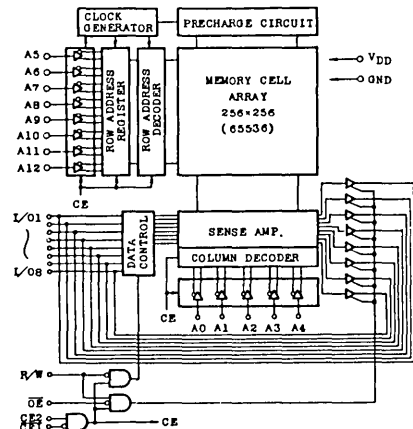 CLOCK GENERATOR
PRECHARGE CIRCUIT
A5
A6
A7
A8
A9
A10
A11
A12
ROW ADDRESS REGISTER
ROW ADDRESS DECODER
MEMORY CELL
ARRAY
256×256
(65536)
VDD
GND
CE
I/O1
I/O8
DATA CONTROL
SENSE AMP.
COLUMN DECODER
CE
A0 A1 A2 A3 A4
R/W
OE
CE2
CE1
CE